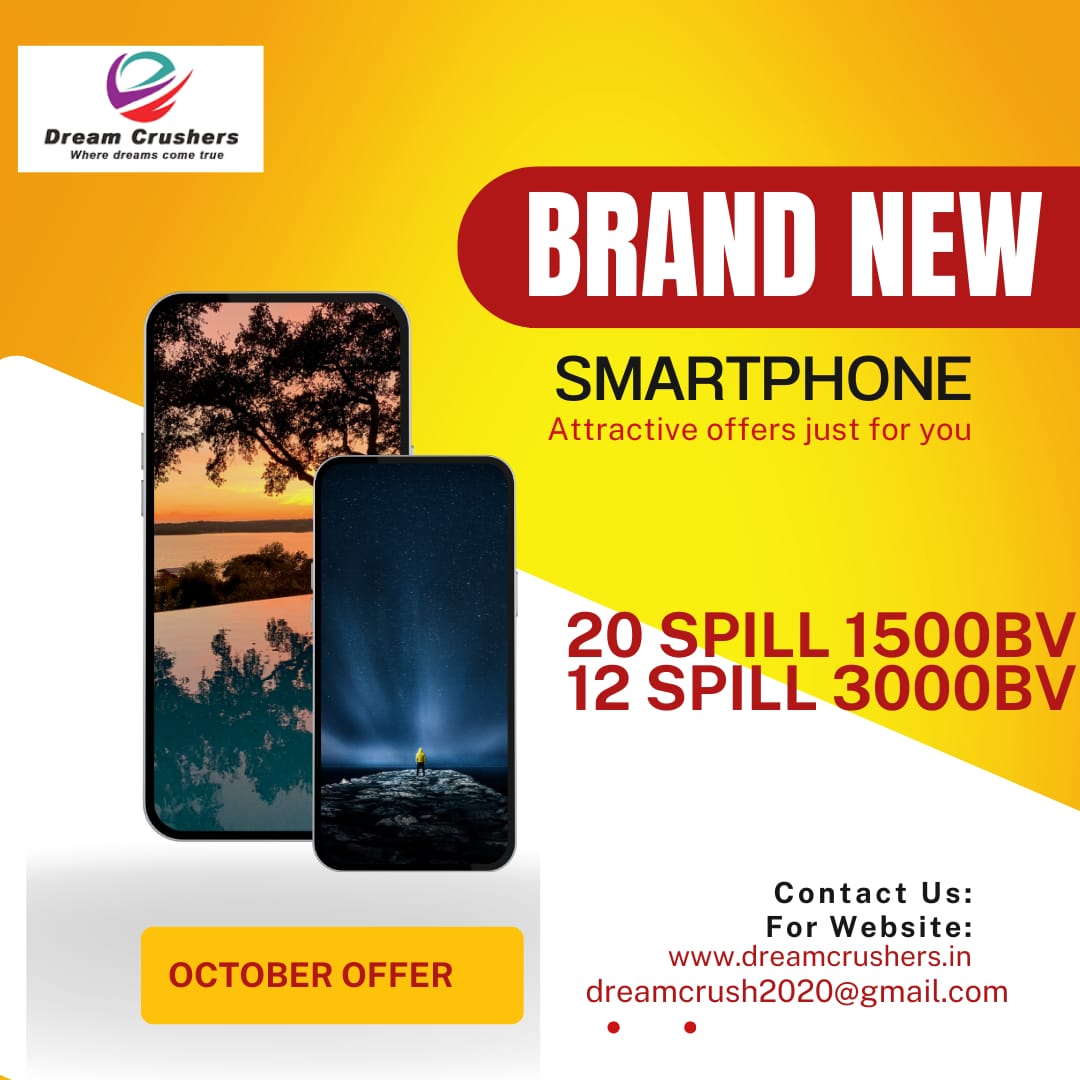 Dream Crushers
Where dreams come true
BRAND NEW
SMARTPHONE
Attractive offers just for you
20 SPILL 1500BV
12 SPILL 3000BV
Contact Us:
For Website:
www.dreamcrushers.in
dreamcrush2020@gmail.com
OCTOBER OFFER